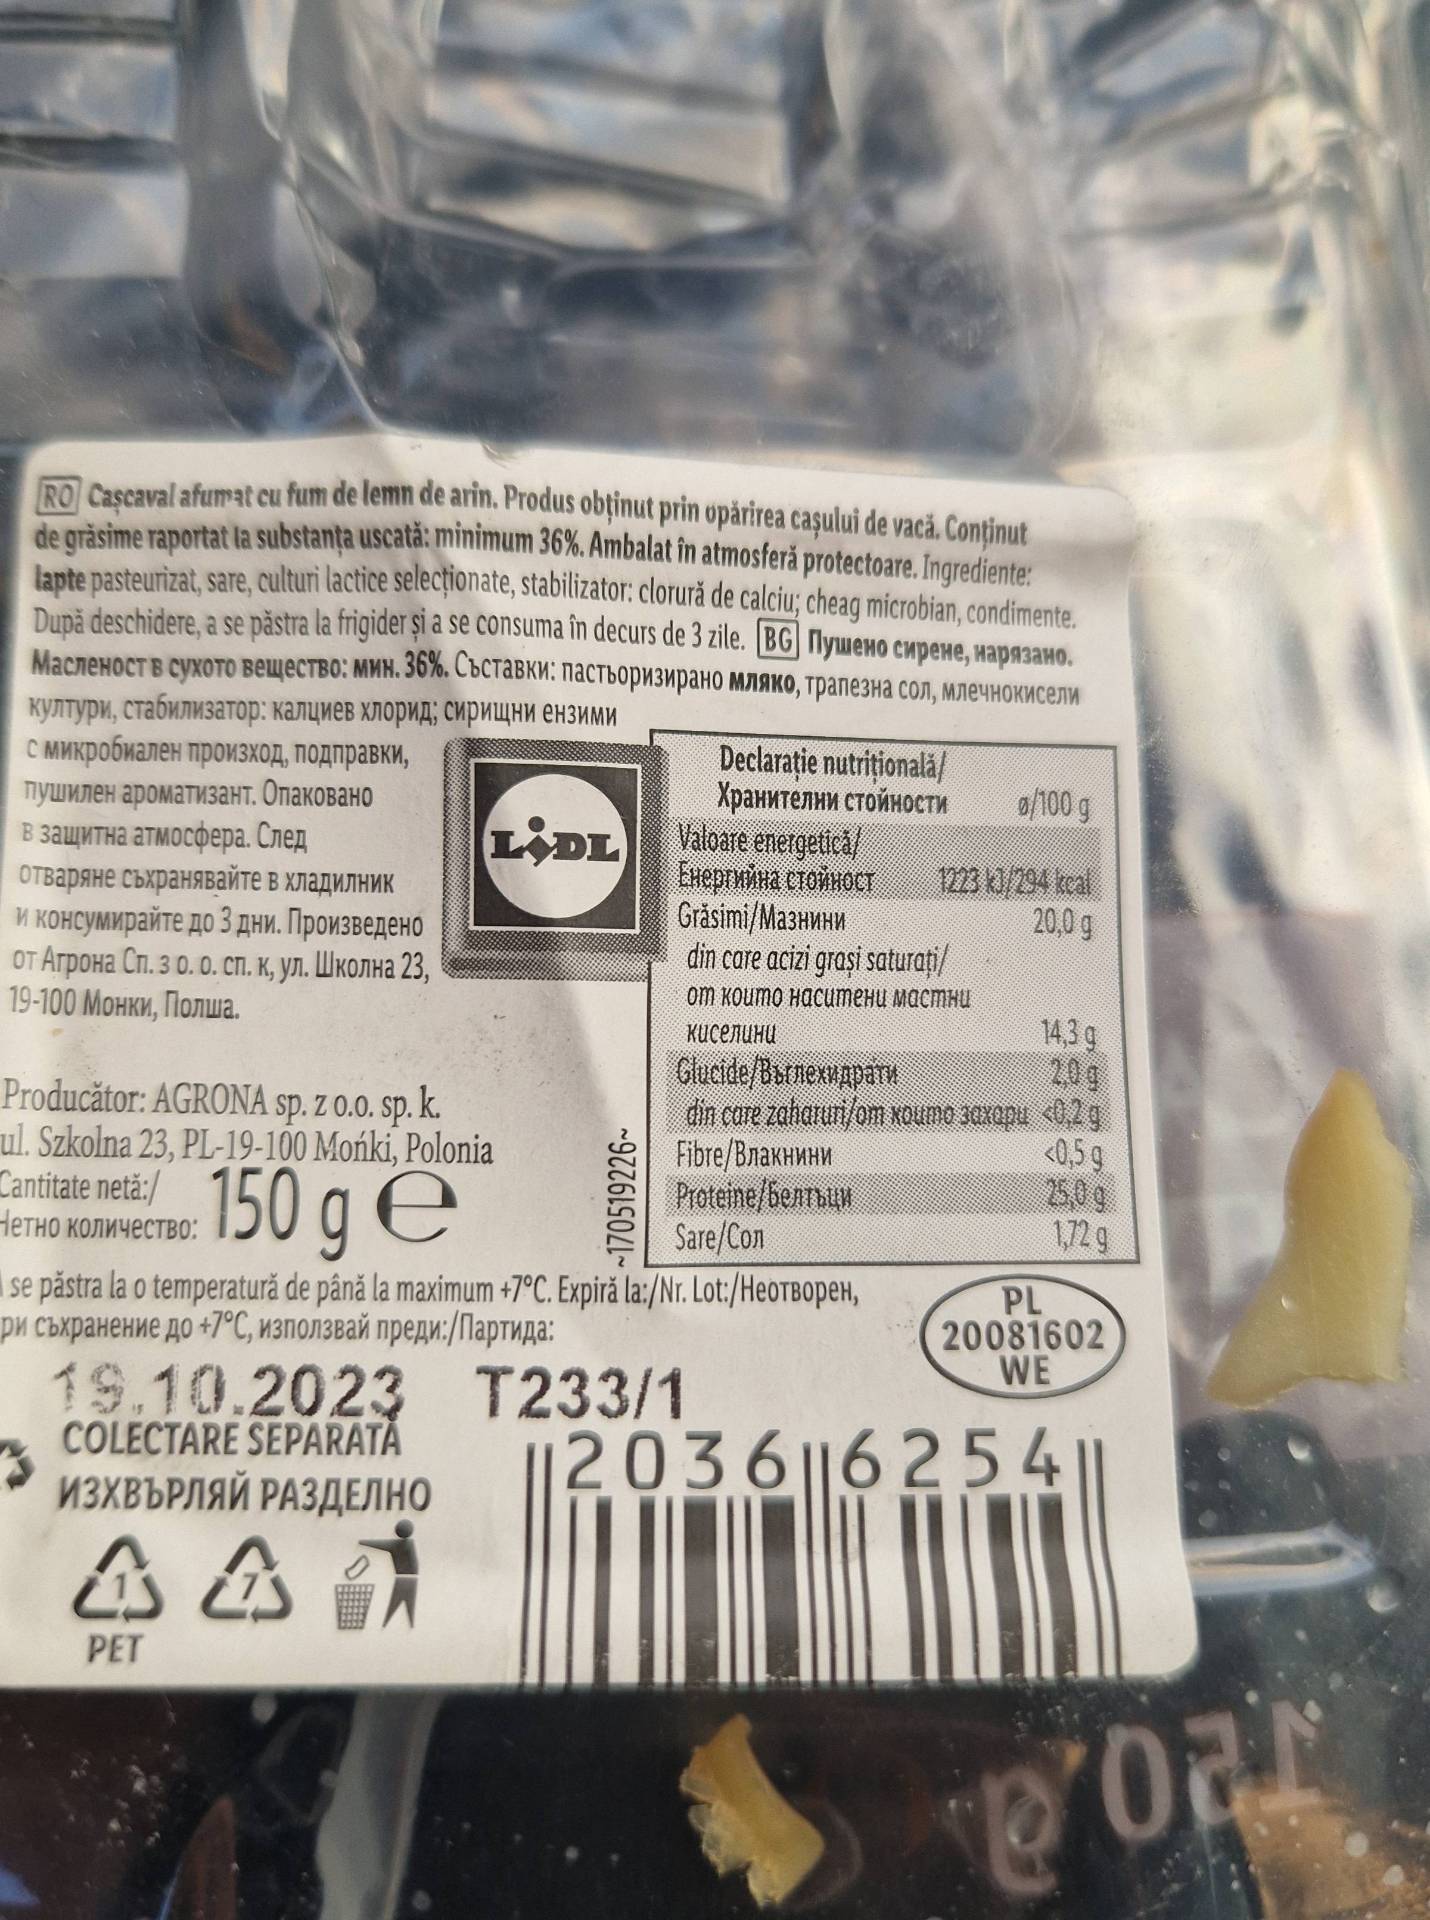 RO Cașcaval afumat cu fum de lemn de arin. Produs obținut prin opărirea cașului de vacă. Conținut
de grăsime raportat la substanța uscată: minimum 36%. Ambalat în atmosferă protectoare. Ingrediente:
lapte pasteurizat, sare, culturi lactice selecționate, stabilizator: clorură de calciu; cheag microbian, condimente.
După deschidere, a se păstra la frigider și a se consuma în decurs de 3 zile. BG Пушено сирене, нарязано.
Масленост в сухото вещество: мин. 36%. Съставки: пастьоризирано мляко, трапезна сол, млечнокисели
култури, стабилизатор: калциев хлорид; сирищни ензими
с микробиален произход, подправки,
пушилен ароматизант. Опаковано
в защитна атмосфера. След
отваряне съхранявайте в хладилник
и консумирайте до 3 дни. Произведено
от Агрона Сп. з о. о. сп. к, ул. Школна 23,
19-100 Монки, Полша.
LIDL
Declarație nutrițională/
Хранителни стойности ø/100 g
Valoare energetică/
Енергийна стойност 1223 kJ/294 kcal
Grăsimi/Мазнини 20,0 g
din care acizi grași saturați/
от които наситени мастни
киселини 14,3 g
Glucide/Въглехидрати 2,0 g
din care zaharuri/от които захари <0,2 g
Fibre/Влакнини <0,5 g
Proteine/Белтъци 25,0 g
Sare/Сол 1,72 g
Producător: AGRONA sp. z o.o. sp. k.
ul. Szkolna 23, PL-19-100 Mońki, Polonia
Cantitate netă:/
Нетно количество: 150 g e
~170519226~
se păstra la o temperatură de până la maximum +7°C. Expiră la:/Nr. Lot:/Неотворен,
ри съхранение до +7°C, използвай преди:/Партида:
PL
20081602
WE
19.10.2023 T233/1
COLECTARE SEPARATĂ
ИЗХВЪРЛЯЙ РАЗДЕЛНО
1 7
PET
2036 6254
150 g